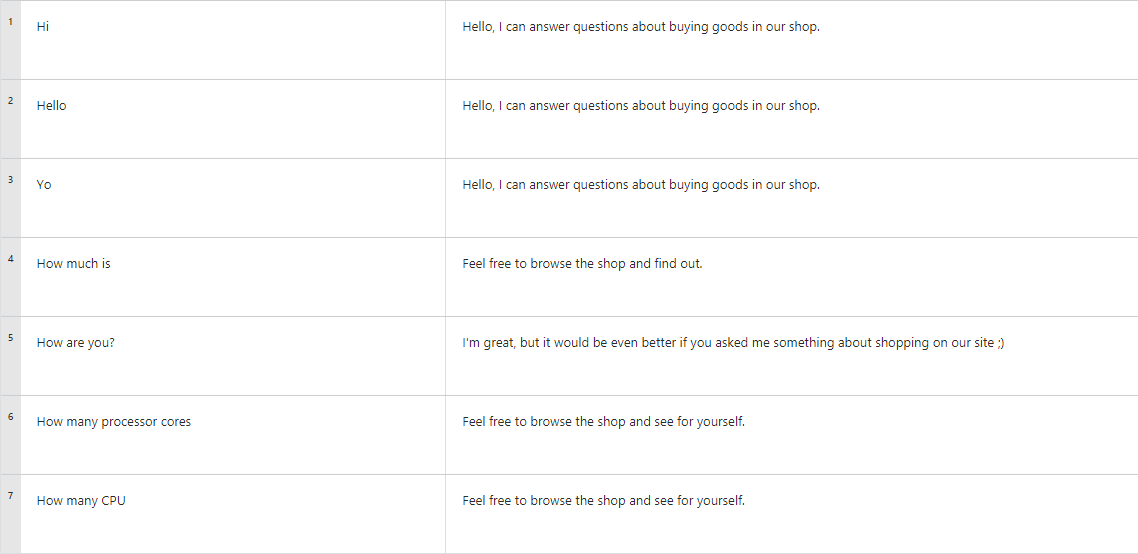 1 Hi Hello, I can answer questions about buying goods in our shop.
2 Hello Hello, I can answer questions about buying goods in our shop.
3 Yo Hello, I can answer questions about buying goods in our shop.
4 How much is Feel free to browse the shop and find out.
5 How are you? I'm great, but it would be even better if you asked me something about shopping on our site ;)
6 How many processor cores Feel free to browse the shop and see for yourself.
7 How many CPU Feel free to browse the shop and see for yourself.